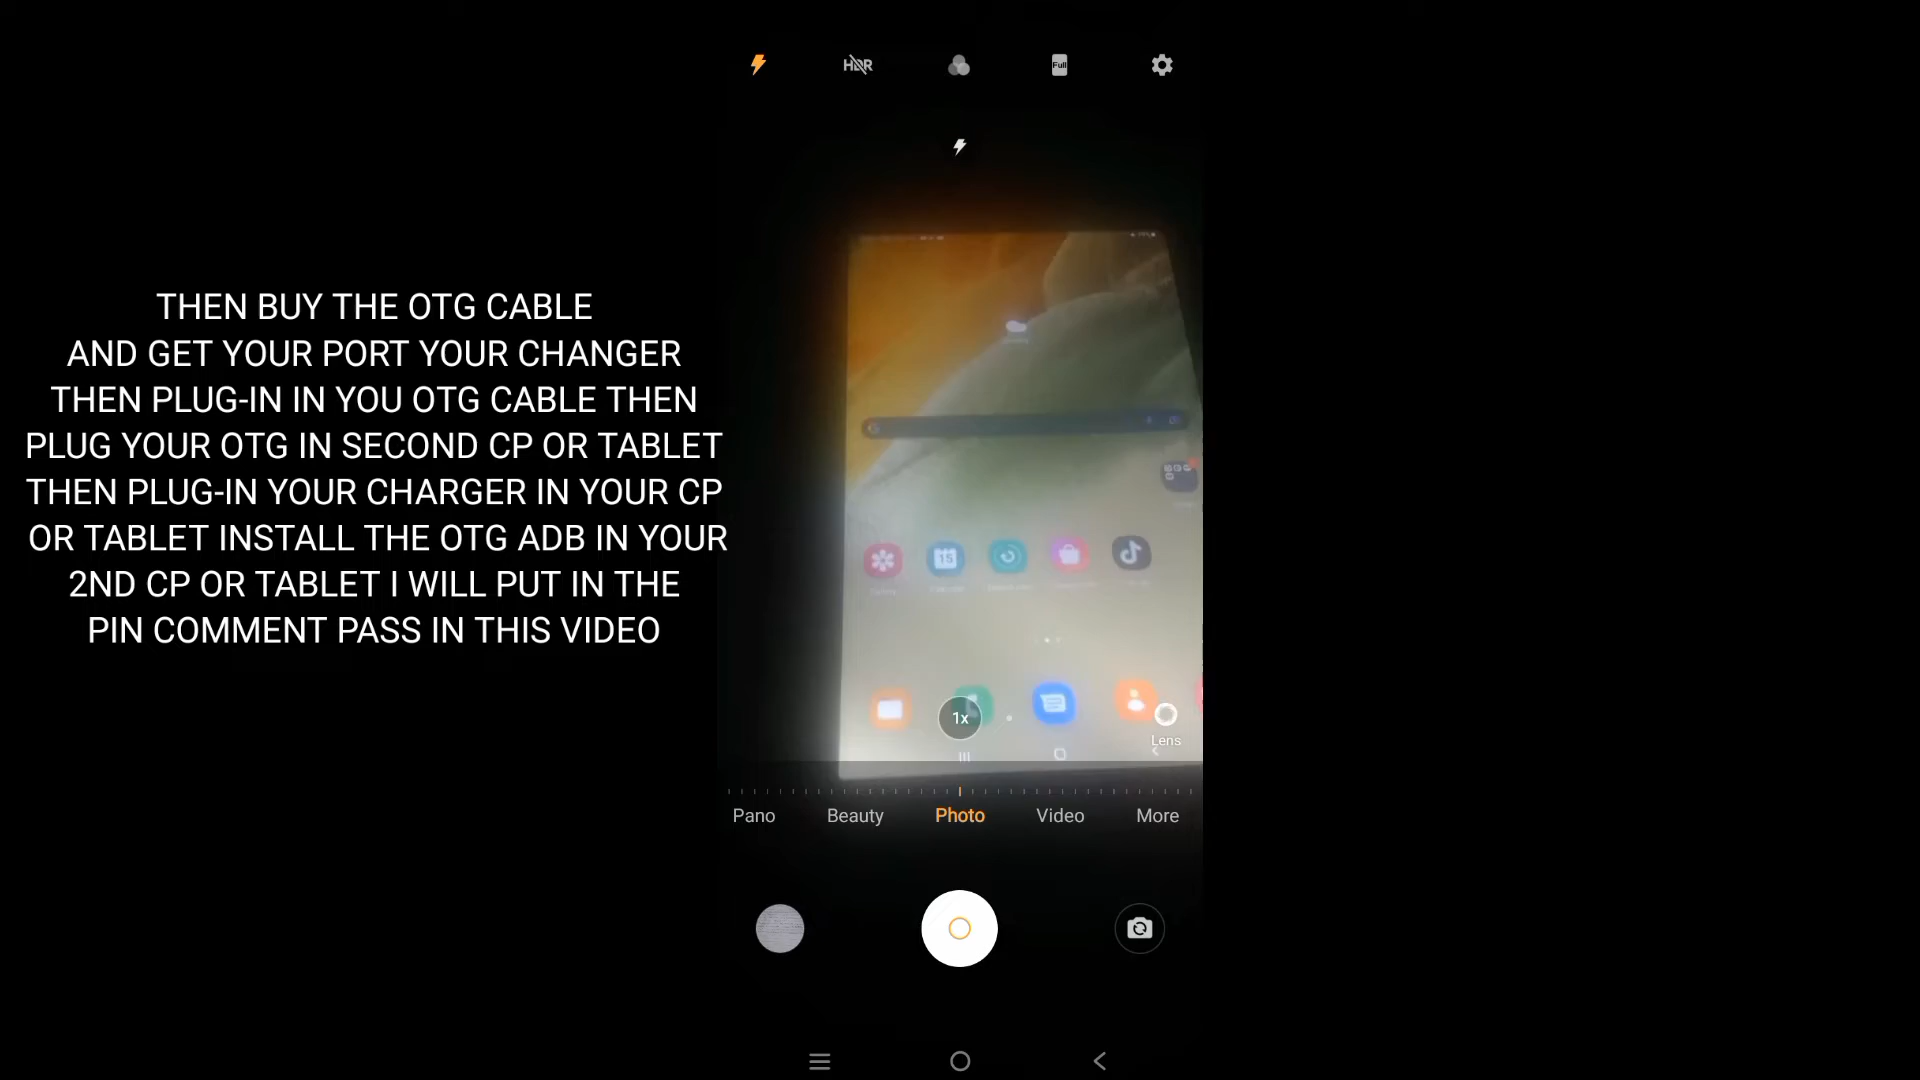 THEN BUY THE OTG CABLE
AND GET YOUR PORT YOUR CHANGER
THEN PLUG-IN IN YOU OTG CABLE THEN
PLUG YOUR OTG IN SECOND CP OR TABLET
THEN PLUG-IN YOUR CHARGER IN YOUR CP
OR TABLET INSTALL THE OTG ADB IN YOUR
2ND CP OR TABLET I WILL PUT IN THE
PIN COMMENT PASS IN THIS VIDEO
HDR
Full
15
1x
Lens
Pano Beauty Photo Video More